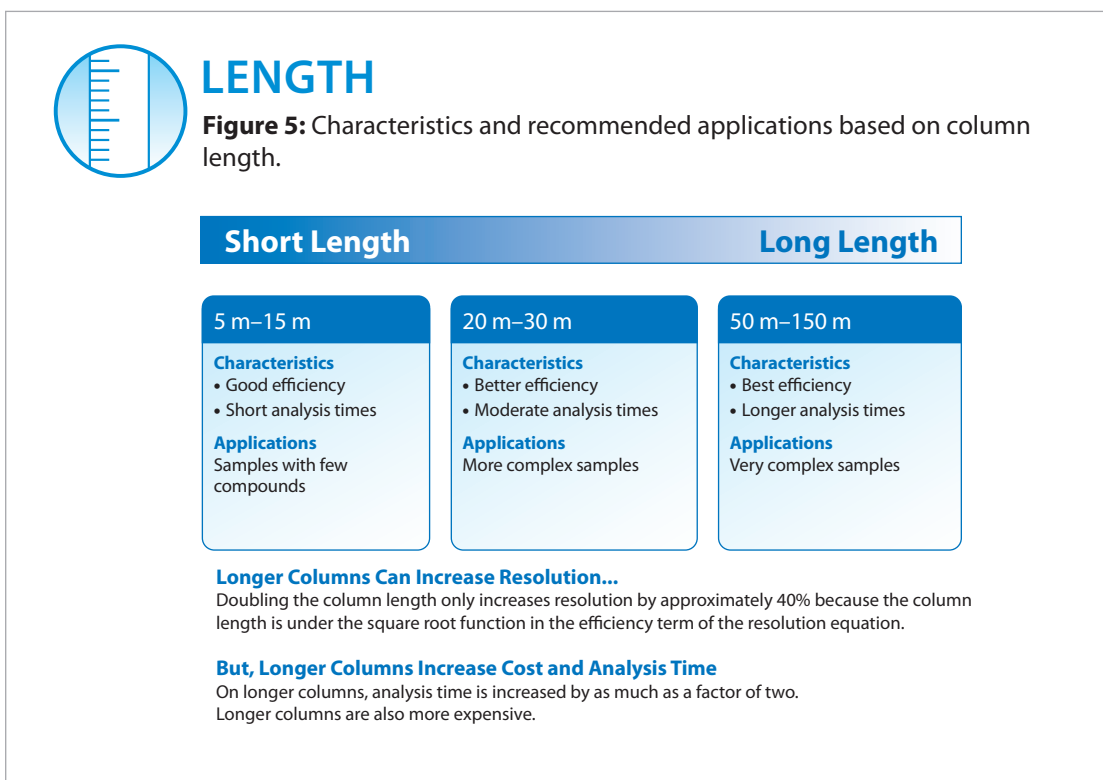 LENGTH
Figure 5: Characteristics and recommended applications based on column
length.
Short Length
Long Length
5 m–15 m
Characteristics
• Good efficiency
• Short analysis times
Applications
Samples with few
compounds
20 m–30 m
Characteristics
• Better efficiency
• Moderate analysis times
Applications
More complex samples
50 m–150 m
Characteristics
• Best efficiency
• Longer analysis times
Applications
Very complex samples
Longer Columns Can Increase Resolution...
Doubling the column length only increases resolution by approximately 40% because the column
length is under the square root function in the efficiency term of the resolution equation.
But, Longer Columns Increase Cost and Analysis Time
On longer columns, analysis time is increased by as much as a factor of two.
Longer columns are also more expensive.